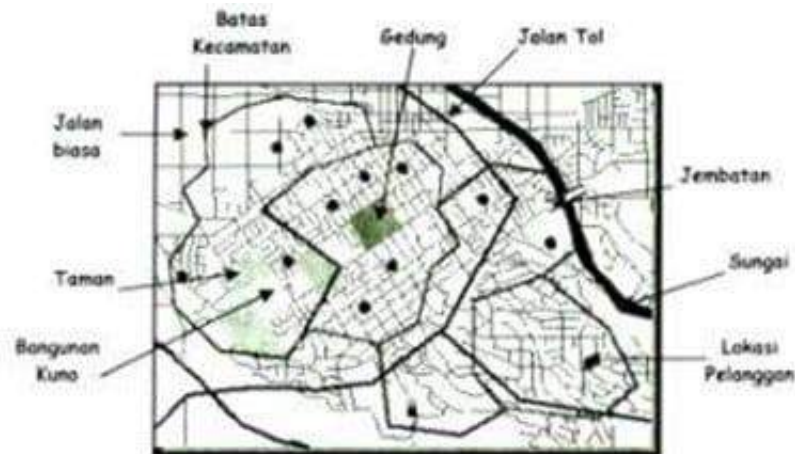 Batas
Kecamatan
Gedung
Jalan Tol
Jalan
biasa
Jembatan
Taman
Sungai
Bangunan
Kuno
Lokasi
Pelanggan